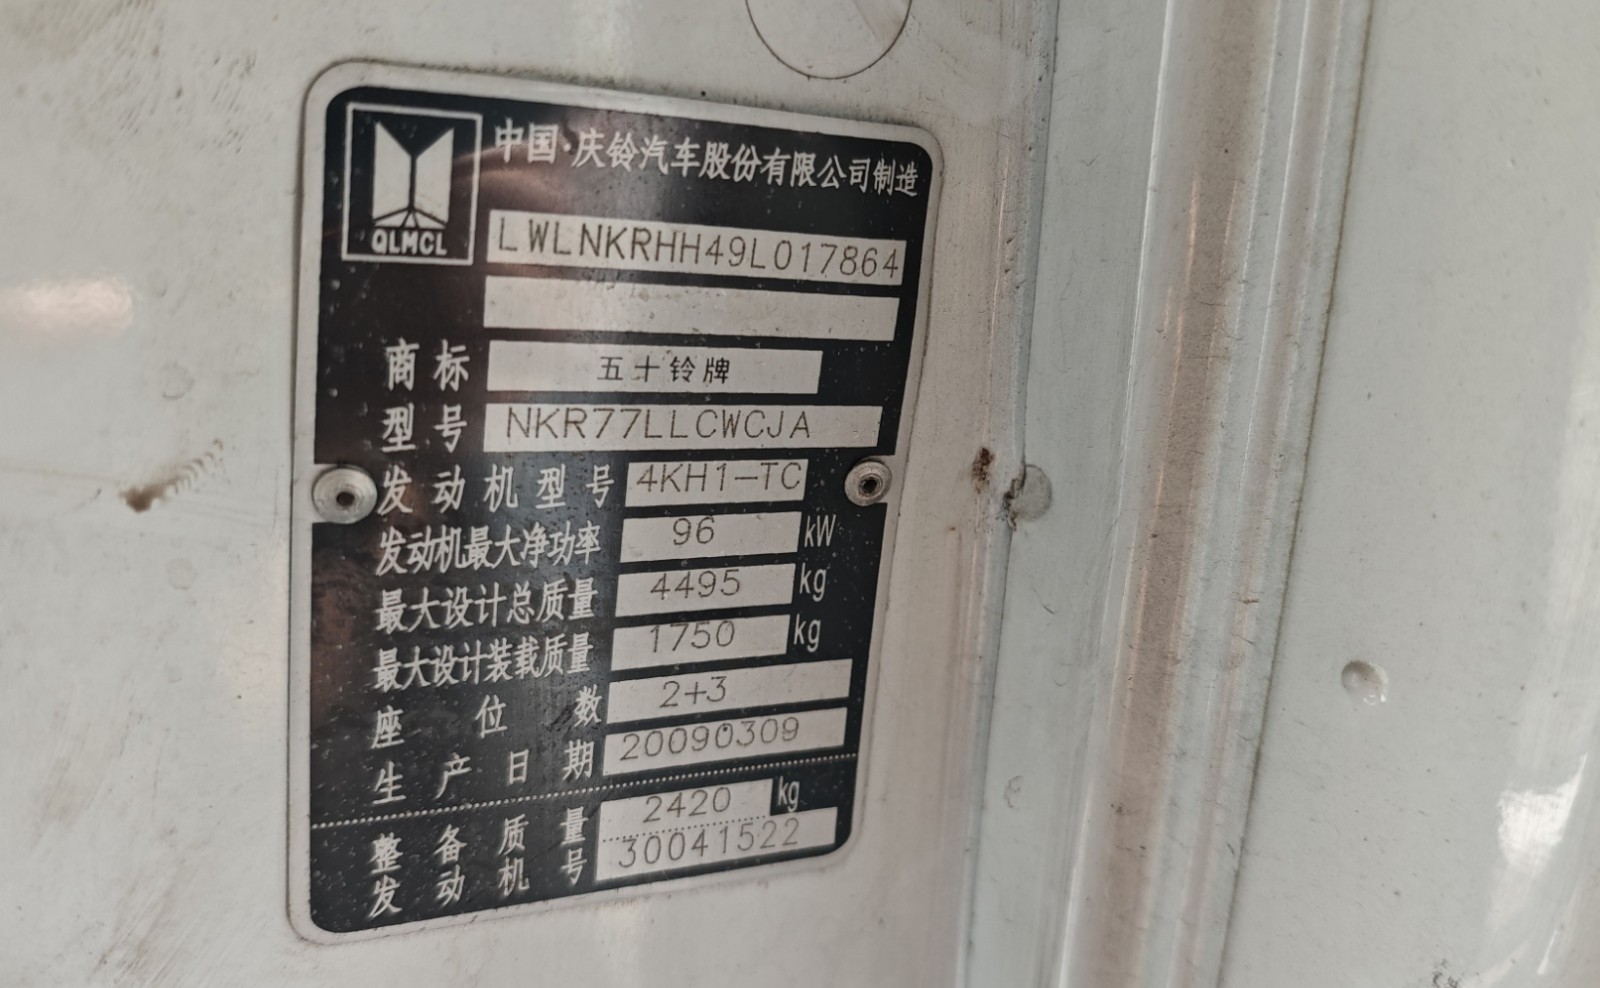 中国·庆铃汽车股份有限公司制造
QLMCL
LWLNKRHH49L017864
商标 五十铃牌
型号 NKR77LLCWCJA
发动机型号 4KH1-TC
发动机最大净功率 96 kW
最大设计总质量 4495 kg
最大设计装载质量 1750 kg
座位数 2+3
生产日期 20090309
整备质量 2420 kg
发动机号 30041522